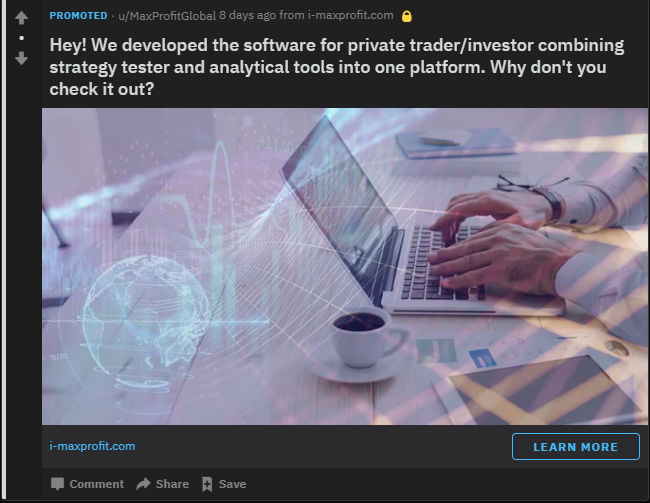 PROMOTED · u/MaxProfitGlobal 8 days ago from i-maxprofit.com
Hey! We developed the software for private trader/investor combining
strategy tester and analytical tools into one platform. Why don't you
check it out?
i-maxprofit.com
LEARN MORE
Comment Share Save